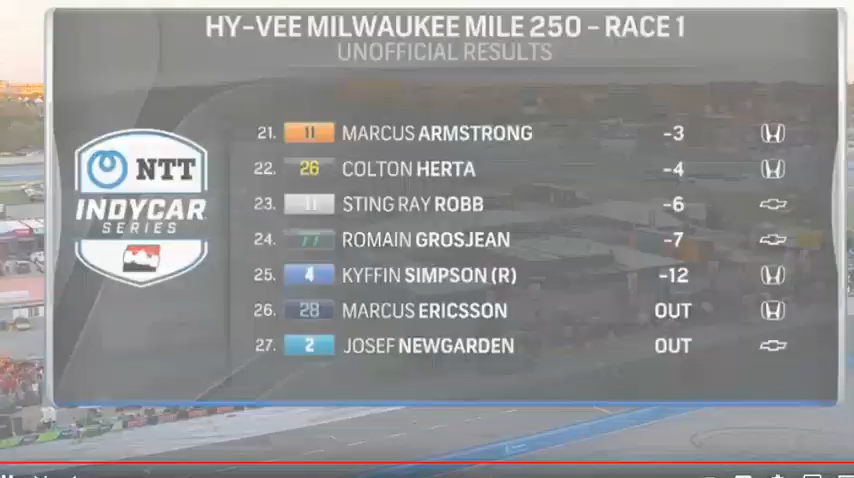 HY-VEE MILWAUKEE MILE 250 - RACE 1
UNOFFICIAL RESULTS
NTT
INDYCAR
SERIES
21. 11 MARCUS ARMSTRONG -3
22. 26 COLTON HERTA -4
23. STING RAY ROBB -6
24. 77 ROMAIN GROSJEAN -7
25. 4 KYFFIN SIMPSON (R) -12
26. 28 MARCUS ERICSSON OUT
27. 2 JOSEF NEWGARDEN OUT